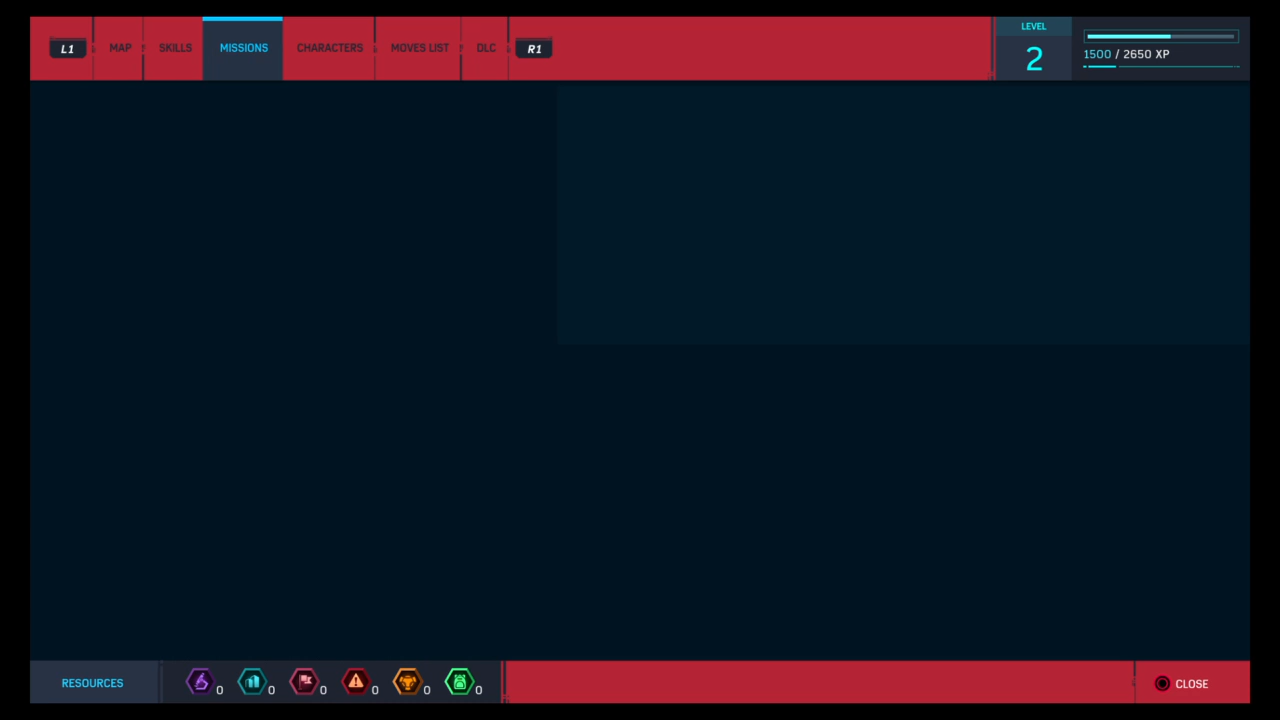 L1 MAP SKILLS MISSIONS CHARACTERS MOVES LIST DLC R1
LEVEL
2
1500 / 2650 XP
RESOURCES 0 0 0 0 0 0 CLOSE